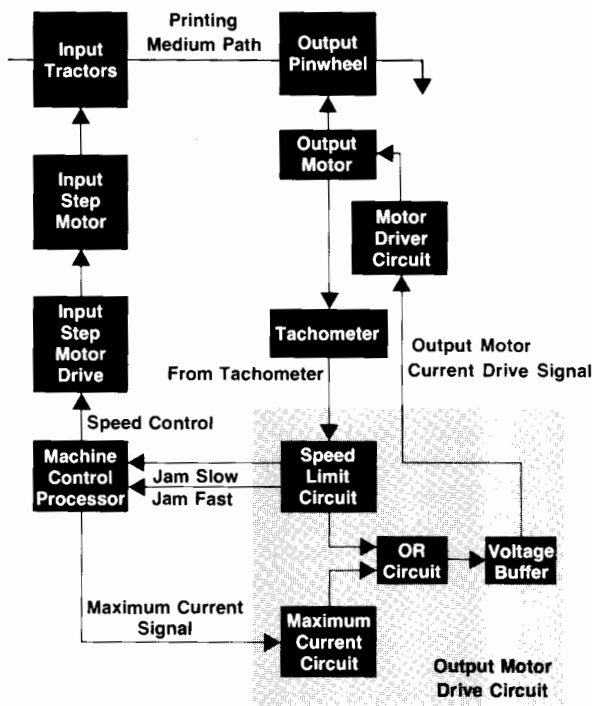 Printing
Medium Path
Input
Tractors
Output
Pinwheel
Output
Motor
Input
Step
Motor
Motor
Driver
Circuit
Input
Step
Motor
Drive
Tachometer
Output Motor
Current Drive Signal
From Tachometer
Speed Control
Machine
Control
Processor
Jam Slow
Jam Fast
Speed
Limit
Circuit
OR
Circuit
Voltage
Buffer
Maximum Current
Signal
Maximum
Current
Circuit
Output Motor
Drive Circuit